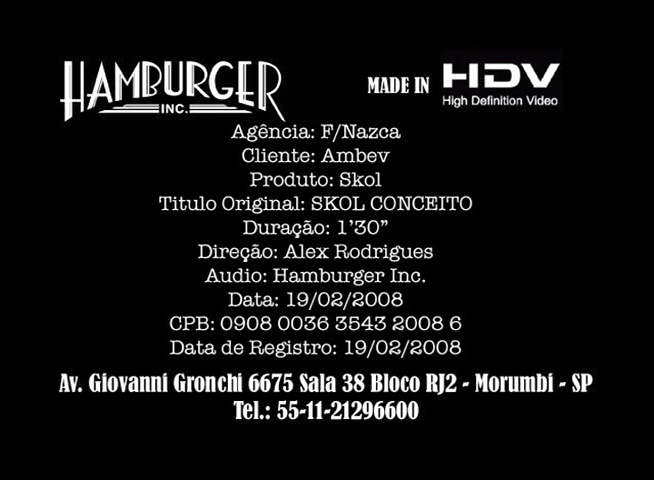 HAMBURGER
INC.
MADE IN HDV
High Definition Video
Agência: F/Nazca
Cliente: Ambev
Produto: Skol
Titulo Original: SKOL CONCEITO
Duração: 1'30"
Direção: Alex Rodrigues
Audio: Hamburger Inc.
Data: 19/02/2008
CPB: 0908 0036 3543 2008 6
Data de Registro: 19/02/2008
Av. Giovanni Gronchi 6675 Sala 38 Bloco RJ2 - Morumbi - SP
Tel.: 55-11-21296600